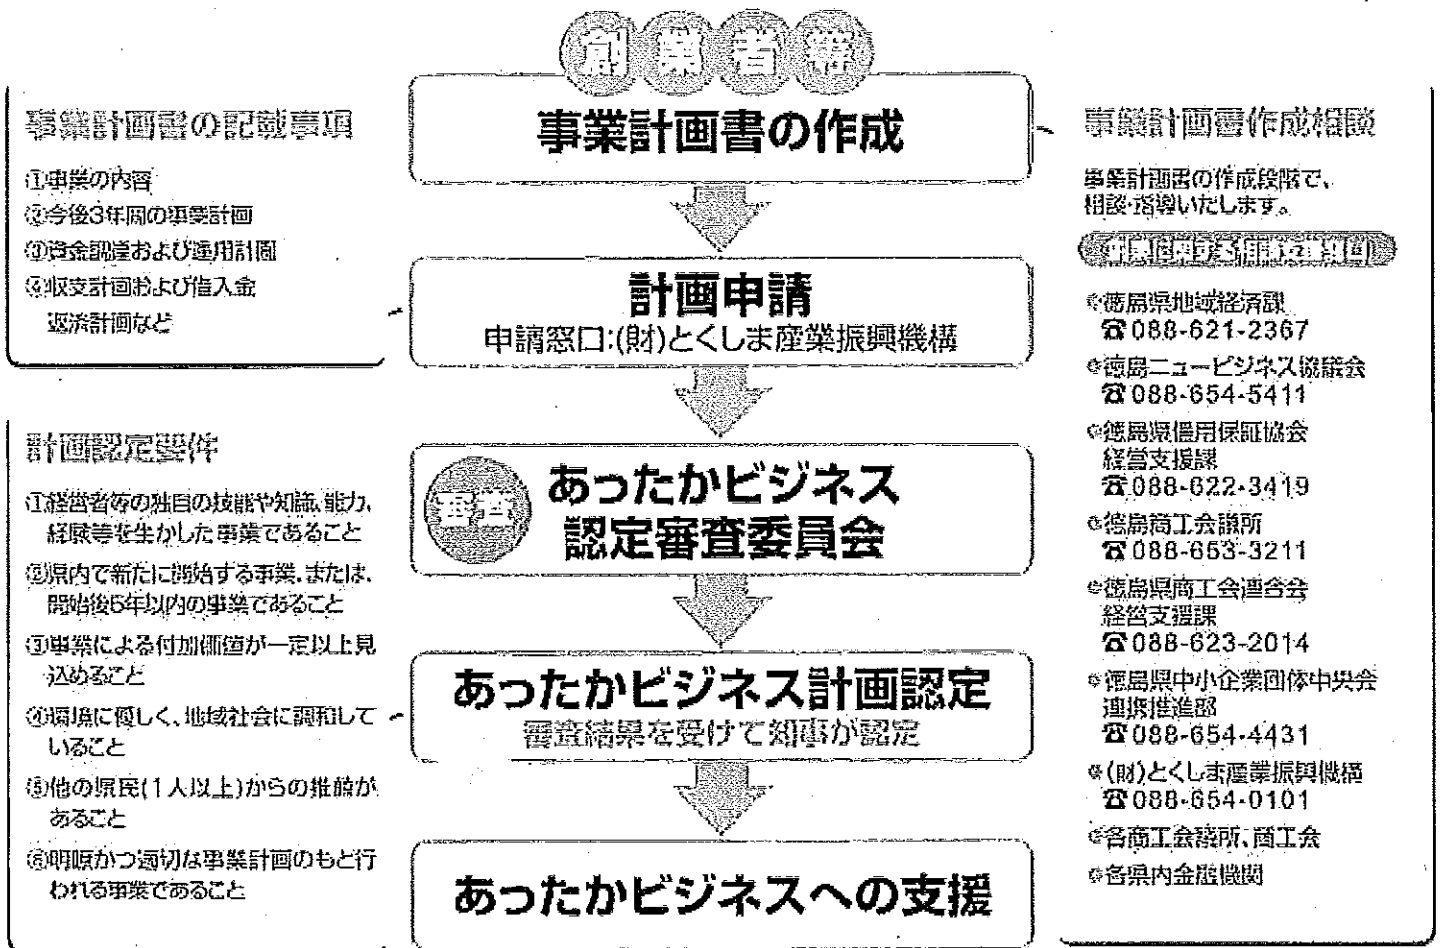 創業者等
事業計画書の作成
計画申請
申請窓口:(財)とくしま産業振興機構
審査
あったかビジネス
認定審査委員会
あったかビジネス計画認定
審査結果を受けて知事が認定
あったかビジネスへの支援
事業計画書の記載事項
①事業の内容
②今後3年間の事業計画
③資金調達および運用計画
④収支計画および借入金
返済計画など
計画認定要件
①経営者等の独自の技能や知識、能力、
経験等を生かした事業であること
②県内で新たに開始する事業、または、
開始後5年以内の事業であること
③事業による付加価値が一定以上見
込めること
④環境に優しく、地域社会に調和して
いること
⑤他の県民(1人以上)からの推薦が
あること
⑥明確かつ適切な事業計画のもと行
われる事業であること
事業計画書作成相談
事業計画書の作成段階で、
相談・指導いたします。
徳島県地域経済課
☎088-621-2367
徳島ニュービジネス協議会
☎088-654-5411
徳島県信用保証協会
経営支援課
☎088-622-3419
徳島商工会議所
☎088-653-3211
徳島県商工会連合会
経営支援課
☎088-623-2014
徳島県中小企業団体中央会
連携推進部
☎088-654-4431
(財)とくしま産業振興機構
☎088-654-0101
各商工会議所、商工会
各県内金融機関